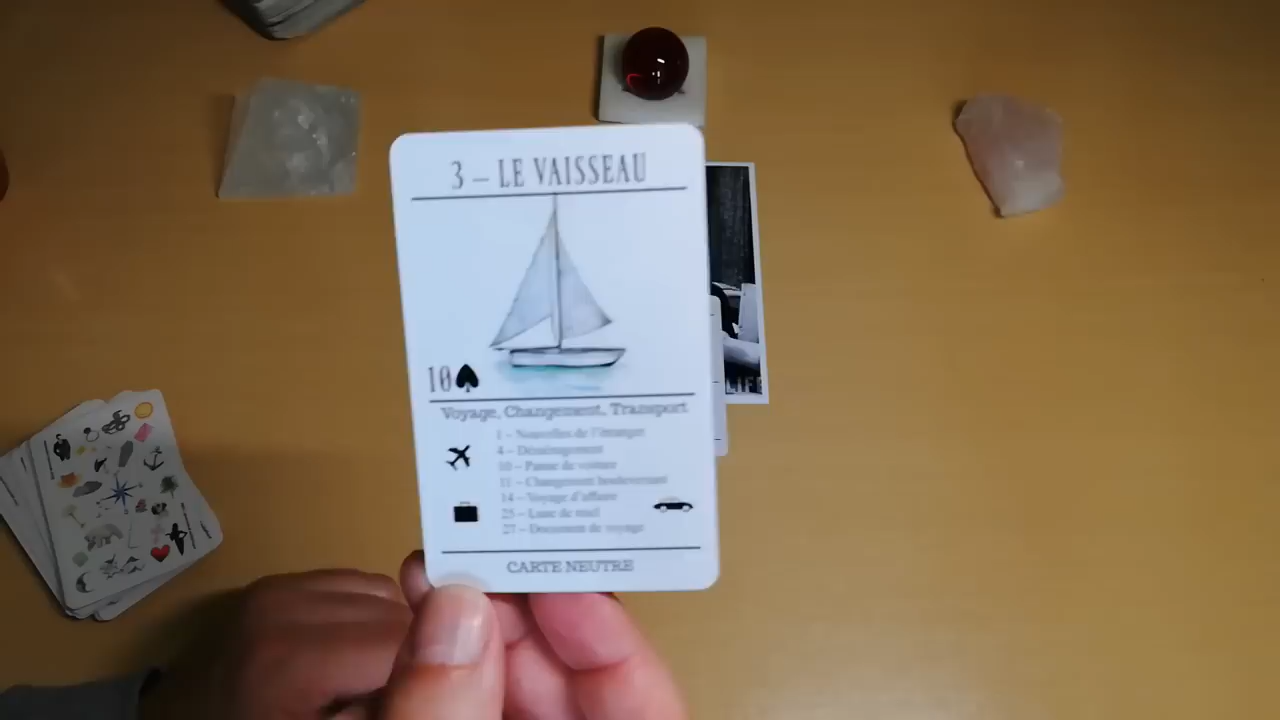 3 – LE VAISSEAU
10
Voyage, Changement, Transport
1 – Nouvelles de l'étranger
4 – Déménagement
10 – Panne de voiture
11 – Changement bouleversant
14 – Voyage d'affaire
25 – Lune de miel
27 – Document de voyage
CARTE NEUTRE
LIFE